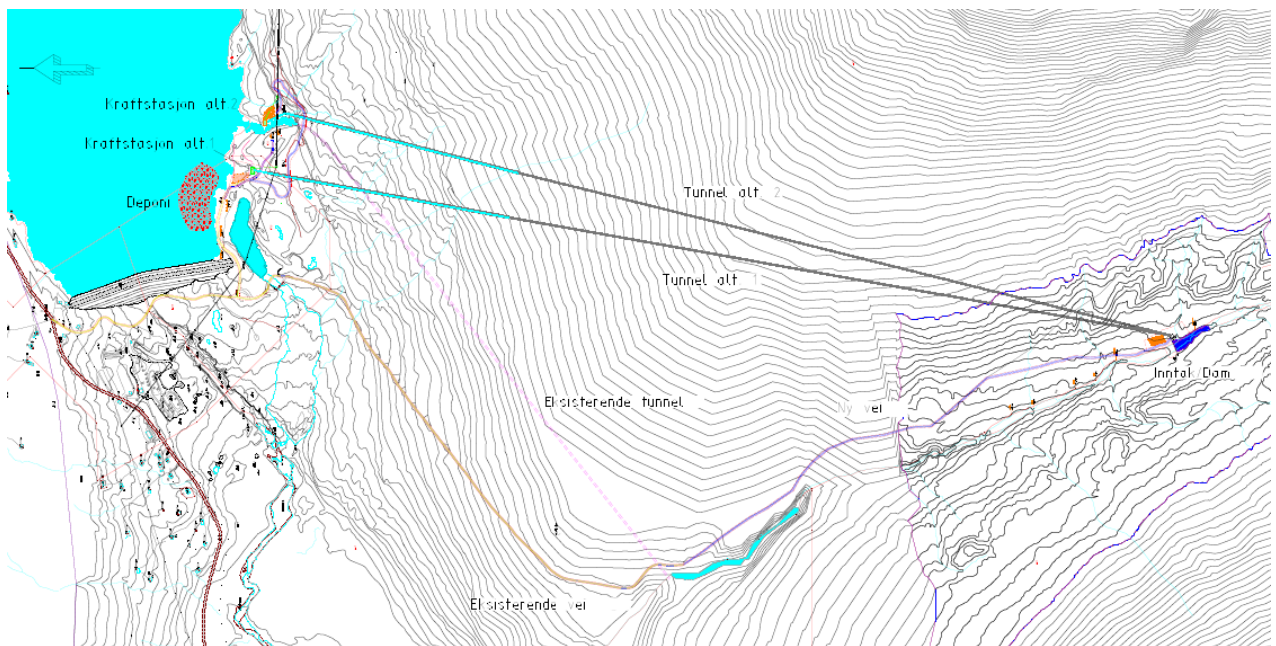 Kraftstasjon alt 2
Kraftstasjon alt 1
Deponi
Tunnel alt 2
Tunnel alt 1
Inntak/Dam
Eksisterende tunnel
Ny vei
Eksisterende vei